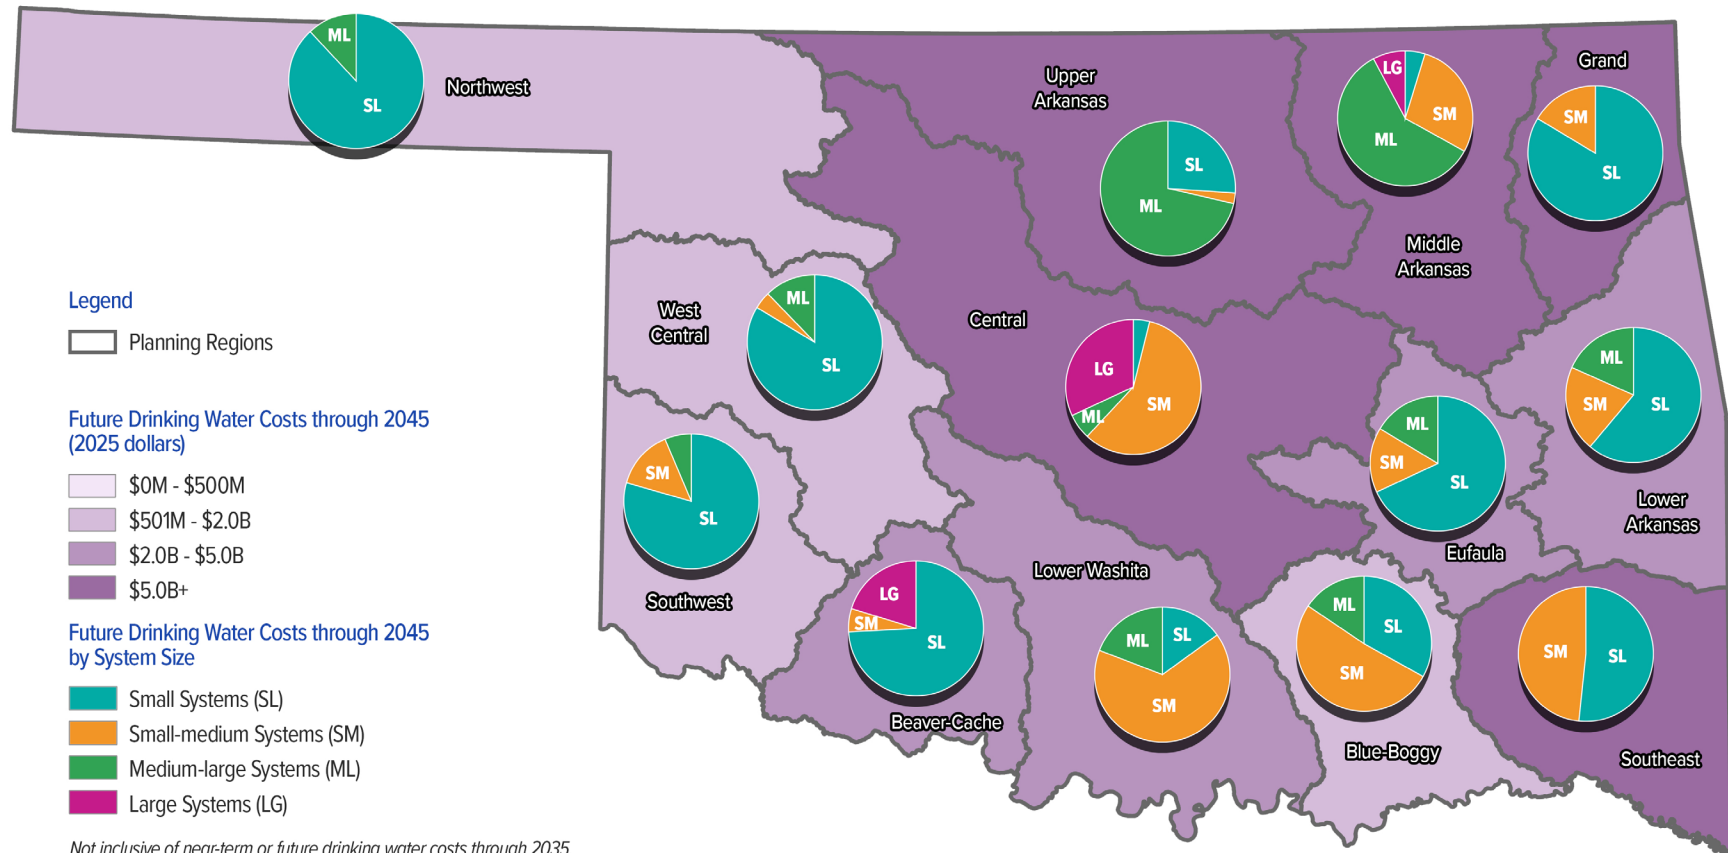 Northwest
ML
SL
Upper
Arkansas
SL
ML
LG
SM
ML
Middle
Arkansas
Grand
SM
SL
West
Central
ML
SL
Central
LG
SM
ML
ML
SM
SL
Lower
Arkansas
ML
SM
SL
Eufaula
SM
SL
Southwest
LG
SM
SL
Beaver-Cache
Lower Washita
ML
SL
SM
ML
SL
SM
Blue-Boggy
SM
SL
Southeast
Legend
Planning Regions
Future Drinking Water Costs through 2045
(2025 dollars)
$0M - $500M
$501M - $2.0B
$2.0B - $5.0B
$5.0B+
Future Drinking Water Costs through 2045
by System Size
Small Systems (SL)
Small-medium Systems (SM)
Medium-large Systems (ML)
Large Systems (LG)
Not inclusive of near-term or future drinking water costs through 2035